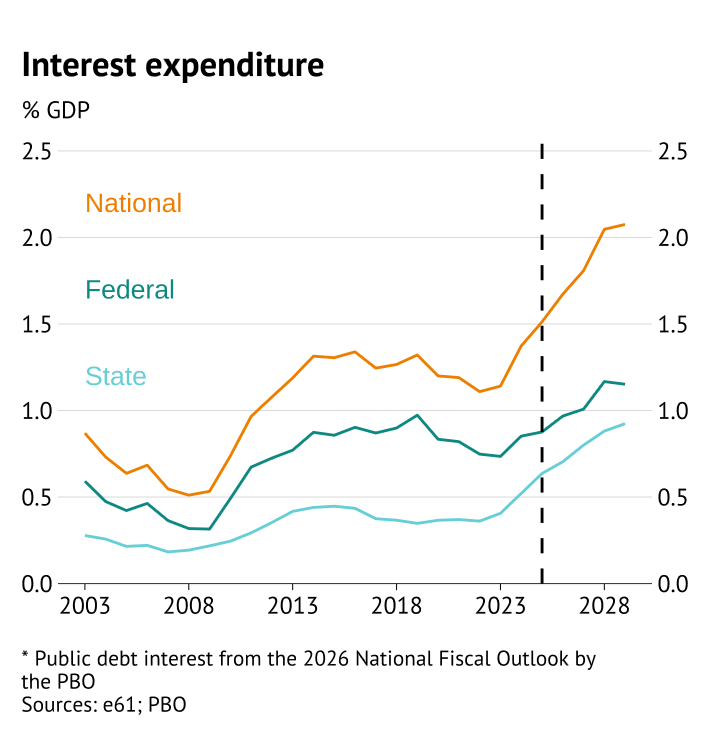 Interest expenditure
% GDP
2.5 2.5
National
2.0 2.0
Federal
1.5 1.5
State
1.0 1.0
0.5 0.5
0.0 0.0
2003 2008 2013 2018 2023 2028
* Public debt interest from the 2026 National Fiscal Outlook by
the PBO
Sources: e61; PBO